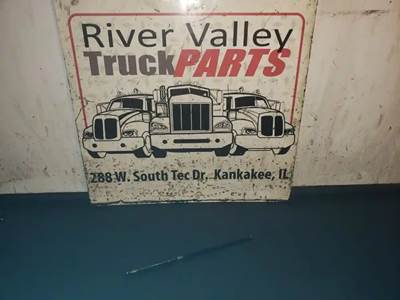 River Valley
TruckPARTS
288 W. South Tec Dr, Kankakee, IL